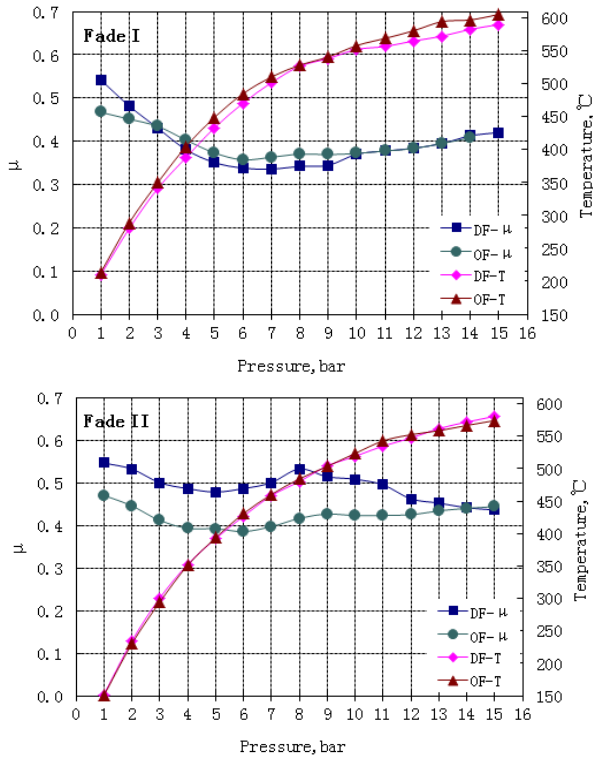 Fade I
μ
0.7
0.6
0.5
0.4
0.3
0.2
0.1
0.0
600
550
500
450
400
350
300
250
200
150
Temperature,℃
DF-μ
OF-μ
DF-T
OF-T
0 1 2 3 4 5 6 7 8 9 10 11 12 13 14 15 16
Pressure,bar
Fade II
μ
0.7
0.6
0.5
0.4
0.3
0.2
0.1
0.0
600
550
500
450
400
350
300
250
200
150
Temperature,℃
DF-μ
OF-μ
DF-T
OF-T
0 1 2 3 4 5 6 7 8 9 10 11 12 13 14 15 16
Pressure,bar